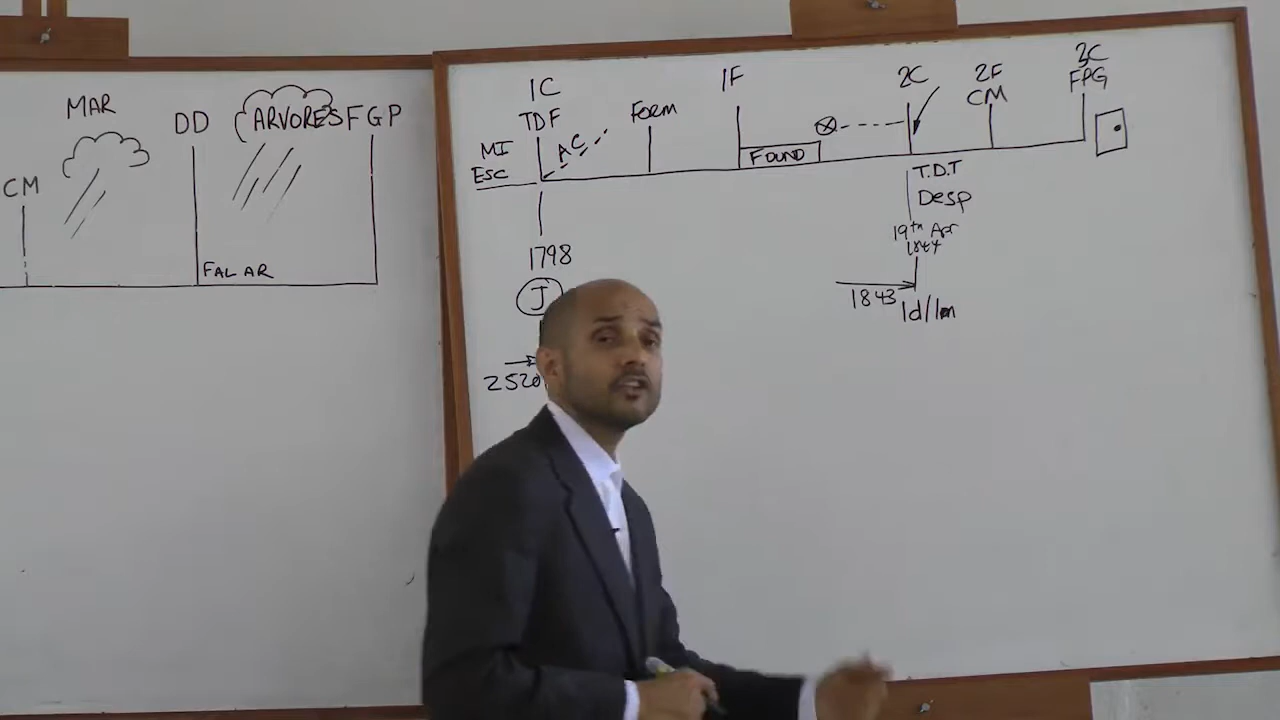 MAR
DD
ARVORES
FGP
CM
FALAR
1C
TDF
MI
ESC
AC
Form
1F
FOUND
2C
2F
CM
3C
FPG
T.D.T
Desp
19th Apr
1844
1798
J
2520
1843
1d/1m